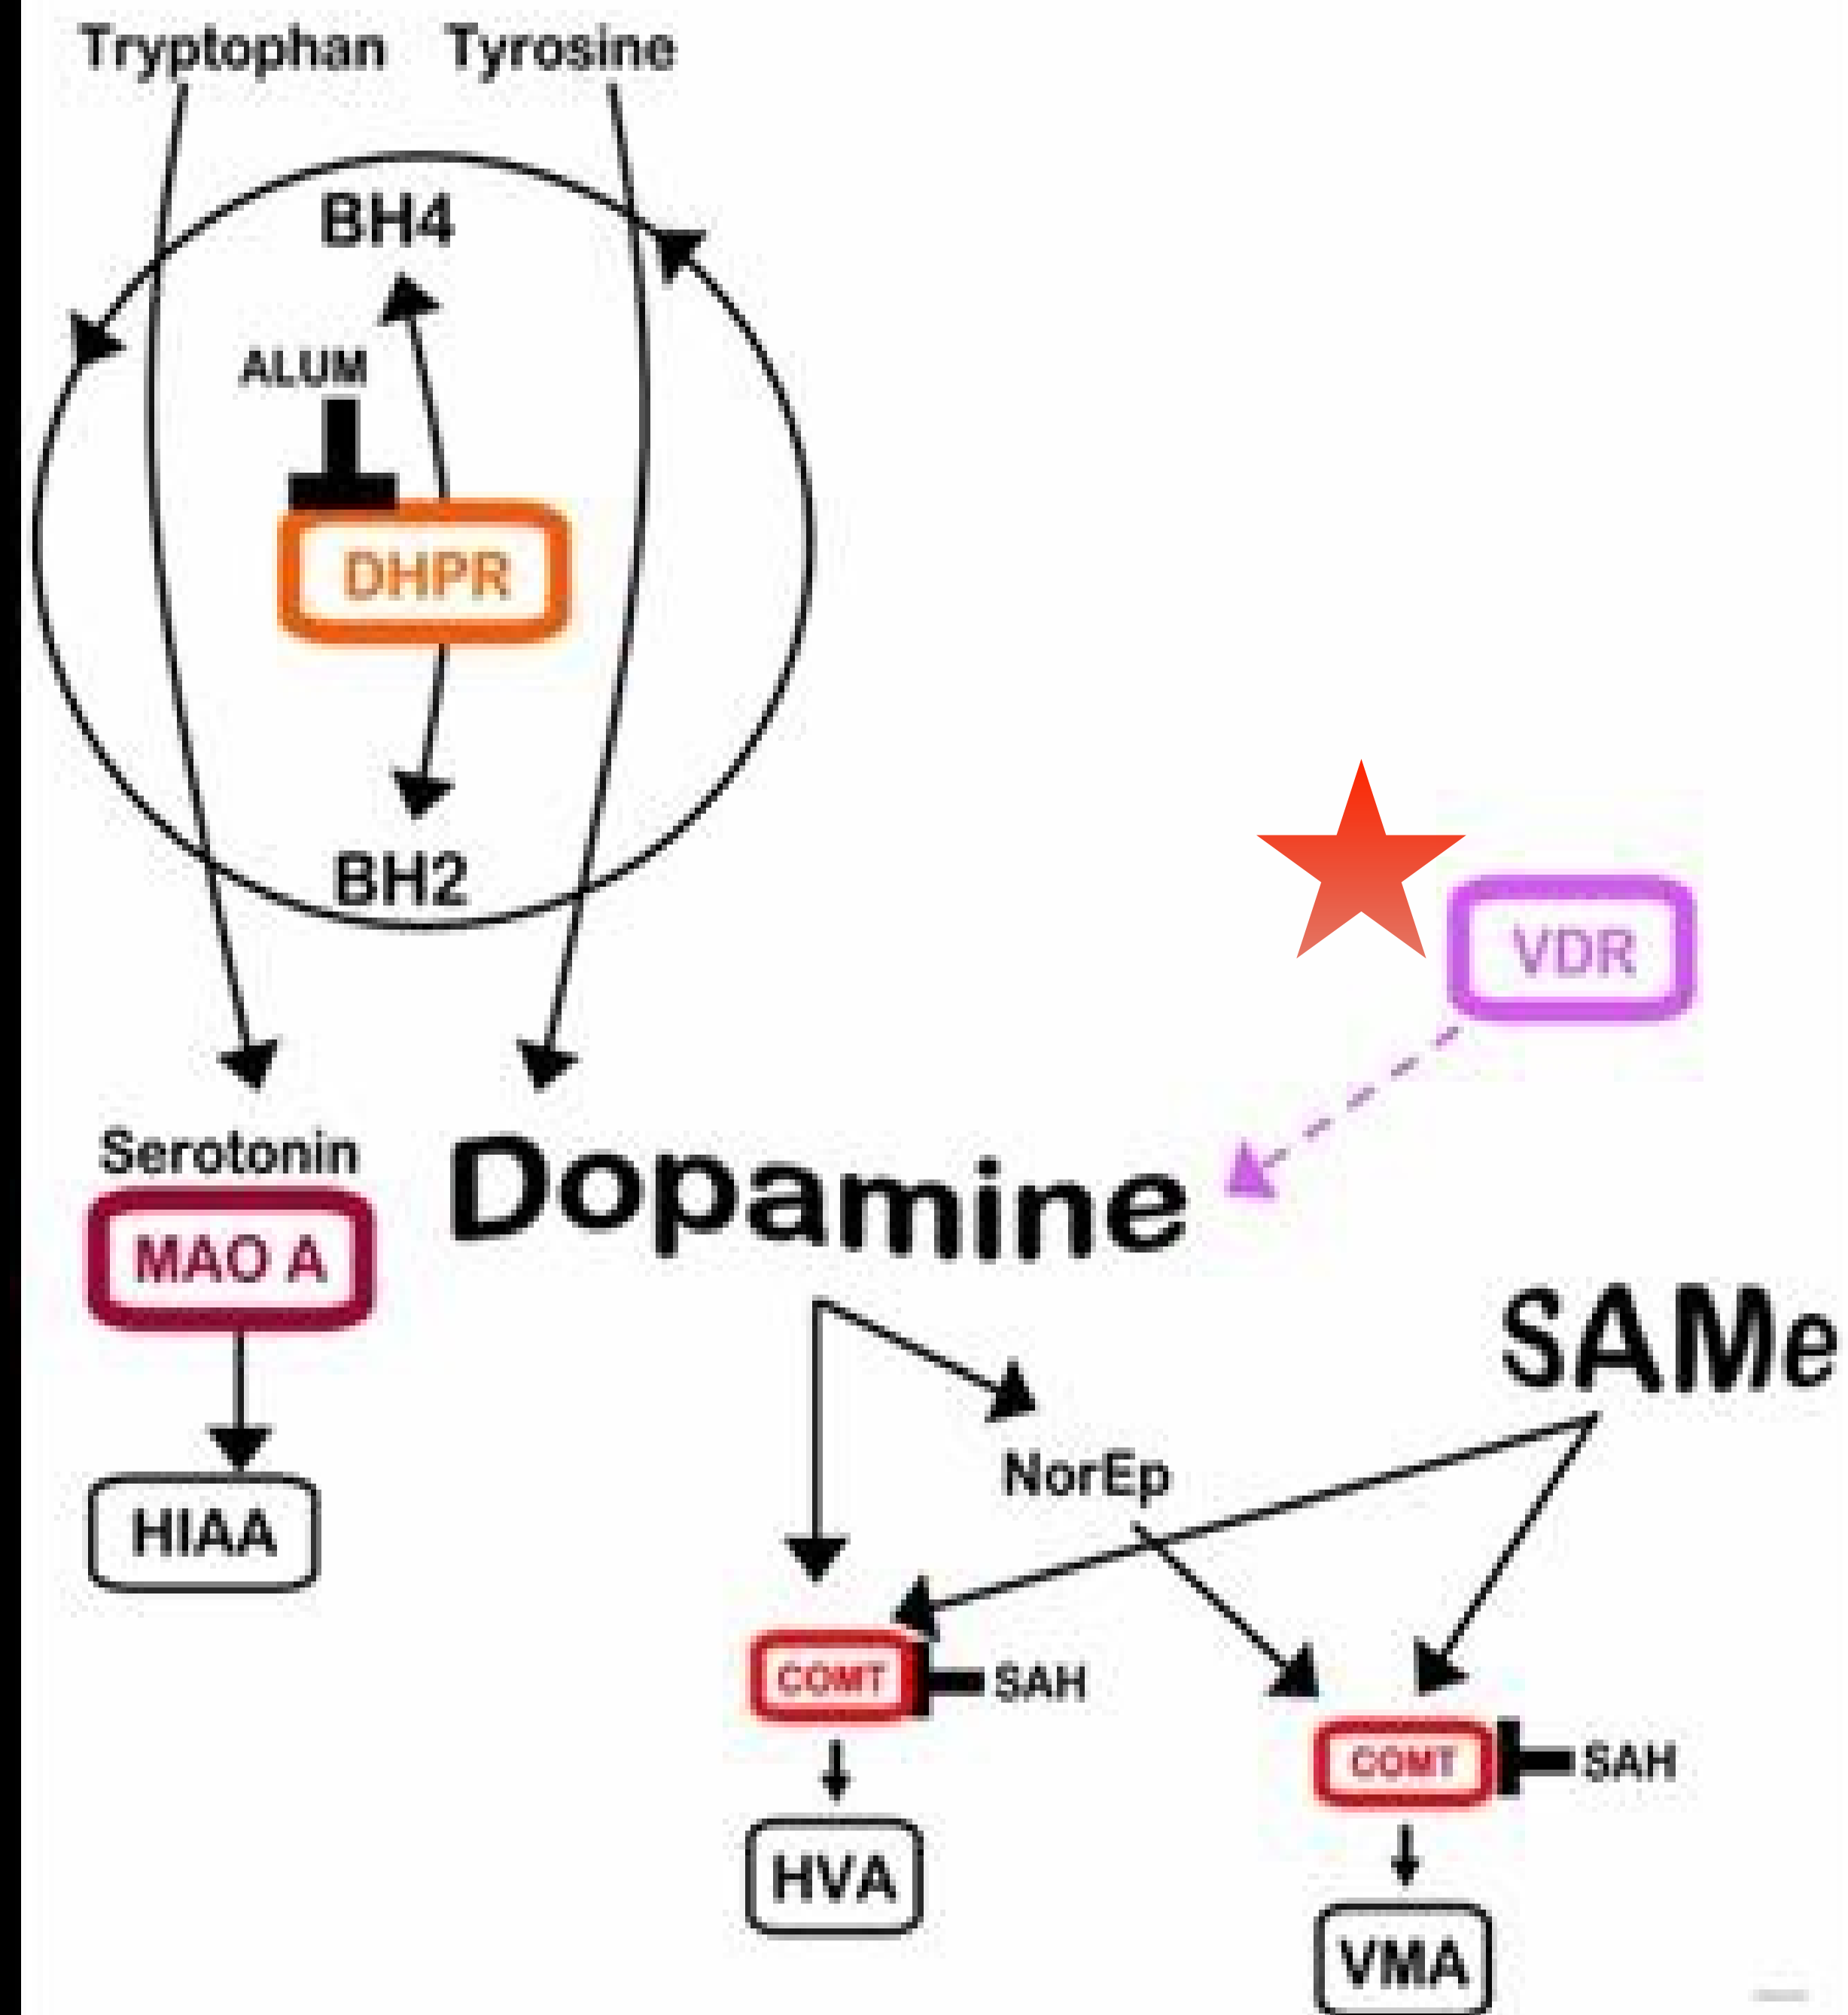 Tryptophan Tyrosine
BH4
ALUM
DHPR
BH2
VDR
Serotonin
Dopamine
MAO A
SAMe
NorEp
HIAA
COMT SAH
COMT SAH
HVA
VMA